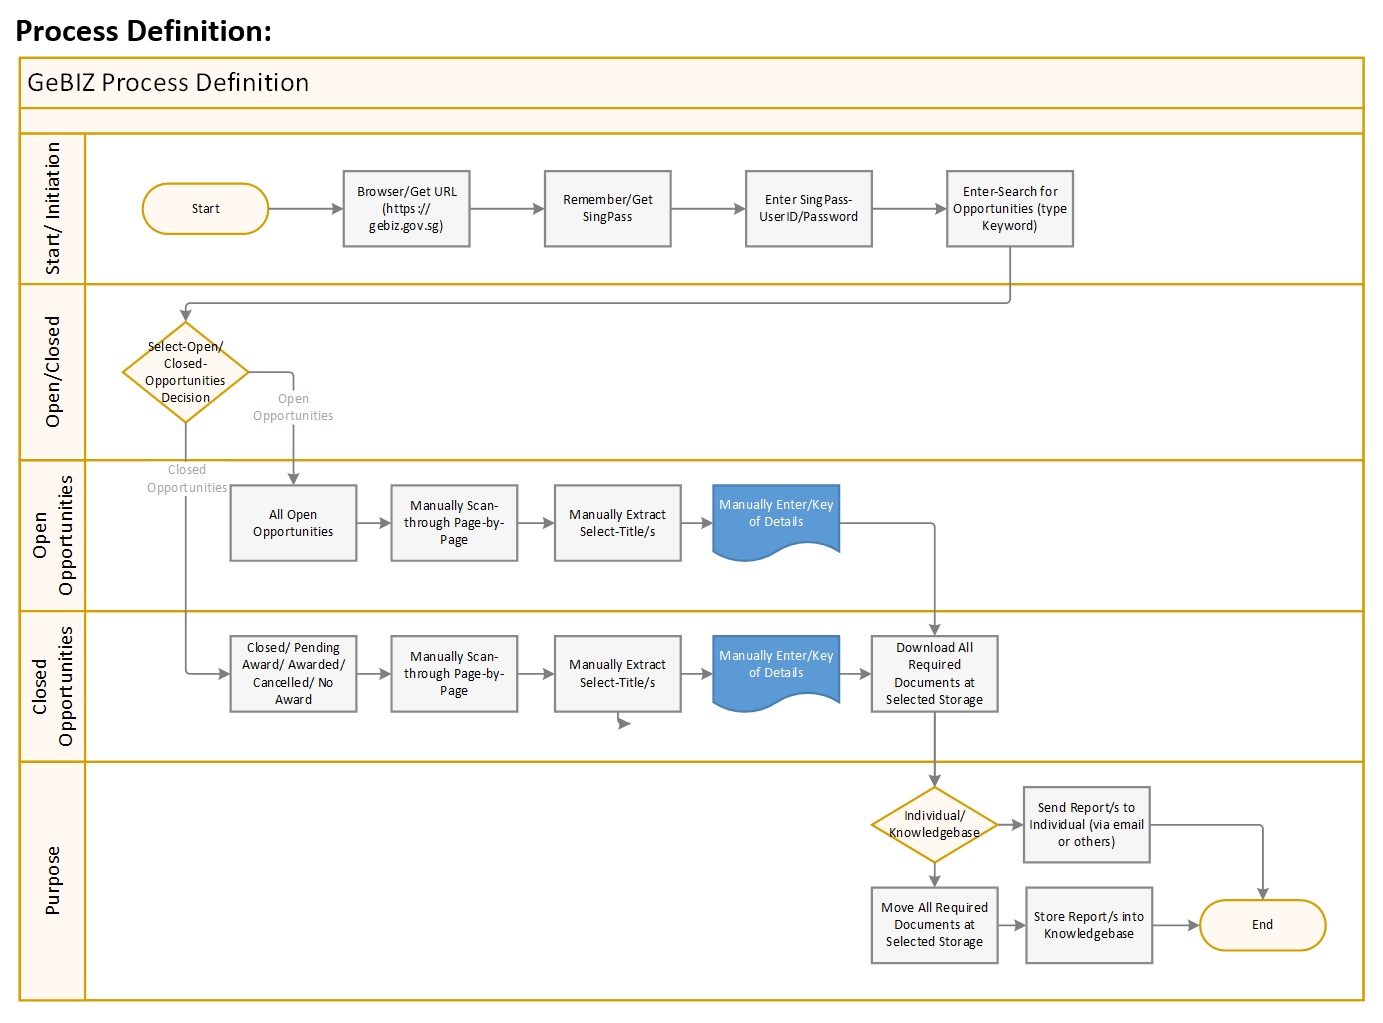 Process Definition:
GeBIZ Process Definition
Start/ Initiation
Start
Browser/Get URL
(https://
gebiz.gov.sg)
Remember/Get
SingPass
Enter SingPass-
UserID/Password
Enter-Search for
Opportunities (type
Keyword)
Open/Closed
Select-Open/
Closed-
Opportunities
Decision
Open
Opportunities
Closed
Opportunities
Open
Opportunities
All Open
Opportunities
Manually Scan-
through Page-by-
Page
Manually Extract
Select-Title/s
Manually Enter/Key
of Details
Closed
Opportunities
Closed/ Pending
Award/ Awarded/
Cancelled/ No
Award
Manually Scan-
through Page-by-
Page
Manually Extract
Select-Title/s
Manually Enter/Key
of Details
Download All
Required
Documents at
Selected Storage
Purpose
Individual/
Knowledgebase
Send Report/s to
Individual (via email
or others)
Move All Required
Documents at
Selected Storage
Store Report/s into
Knowledgebase
End